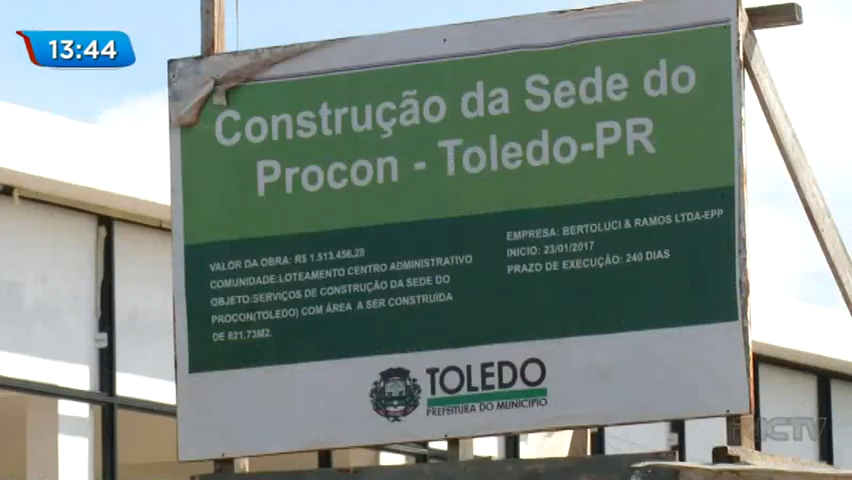 13:44
Construção da Sede do
Procon - Toledo-PR
VALOR DA OBRA: R$ 1.513.456,28
COMUNIDADE:LOTEAMENTO CENTRO ADMINISTRATIVO
OBJETO:SERVIÇOS DE CONSTRUÇÃO DA SEDE DO
PROCON(TOLEDO) COM ÁREA A SER CONSTRUÍDA
DE 821,73M2.
EMPRESA: BERTOLUCI & RAMOS LTDA-EPP
INICIO: 23/01/2017
PRAZO DE EXECUÇÃO: 240 DIAS
TOLEDO
PREFEITURA DO MUNICÍPIO
RICTV